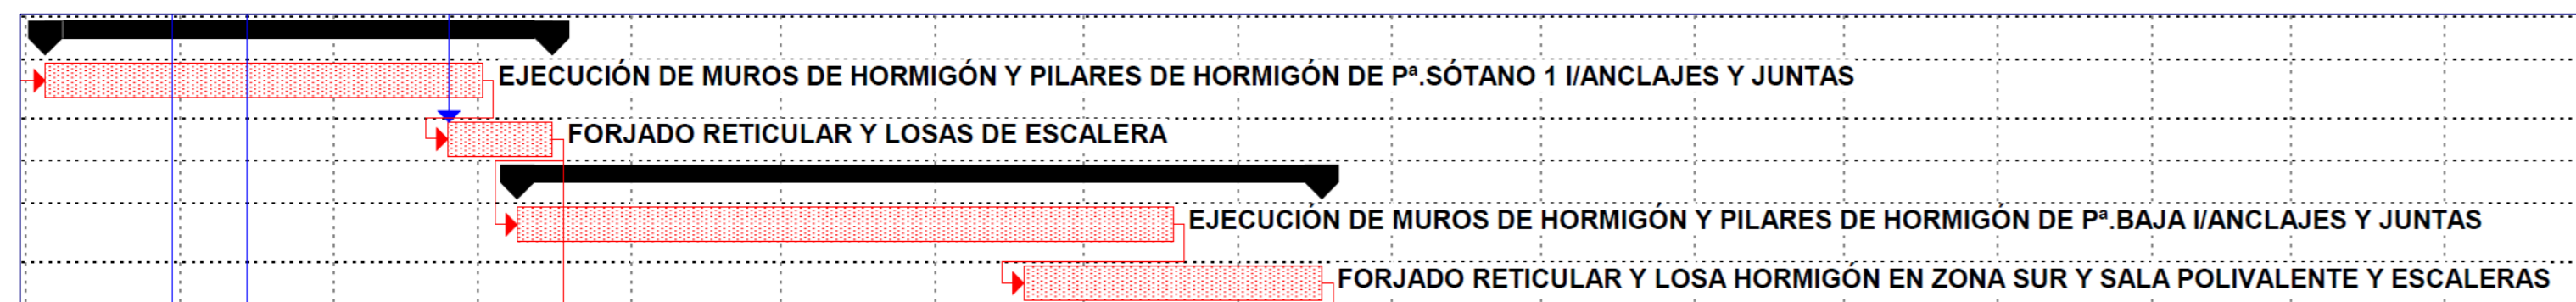 EJECUCIÓN DE MUROS DE HORMIGÓN Y PILARES DE HORMIGÓN DE Pª.SÓTANO 1 I/ANCLAJES Y JUNTAS
FORJADO RETICULAR Y LOSAS DE ESCALERA
EJECUCIÓN DE MUROS DE HORMIGÓN Y PILARES DE HORMIGÓN DE Pª.BAJA I/ANCLAJES Y JUNTAS
FORJADO RETICULAR Y LOSA HORMIGÓN EN ZONA SUR Y SALA POLIVALENTE Y ESCALERAS